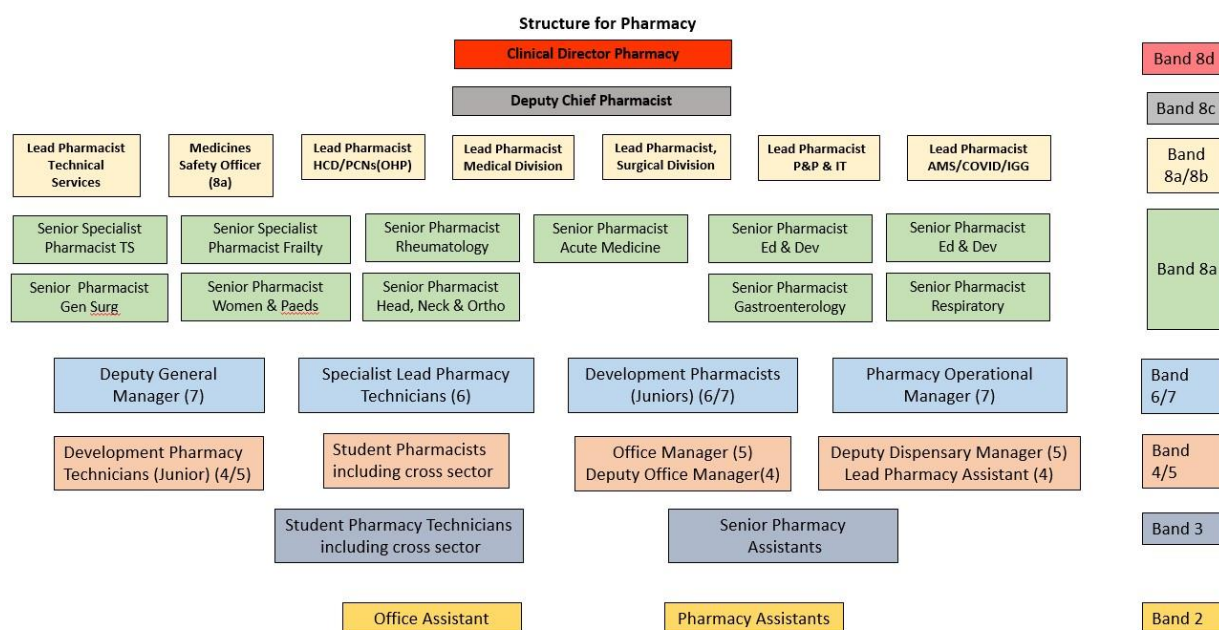 Structure for Pharmacy
Clinical Director Pharmacy
Band 8d
Deputy Chief Pharmacist
Band 8c
Lead Pharmacist
Technical
Services
Medicines
Safety Officer
(8a)
Lead Pharmacist
HCD/PCNs(OHP)
Lead Pharmacist
Medical Division
Lead Pharmacist,
Surgical Division
Lead Pharmacist
P&P & IT
Lead Pharmacist
AMS/COVID/IGG
Band
8a/8b
Senior Specialist
Pharmacist TS
Senior Specialist
Pharmacist Frailty
Senior Pharmacist
Rheumatology
Senior Pharmacist
Acute Medicine
Senior Pharmacist
Ed & Dev
Senior Pharmacist
Ed & Dev
Senior Pharmacist
Gen Surg
Senior Pharmacist
Women & Paeds
Senior Pharmacist
Head, Neck & Ortho
Senior Pharmacist
Gastroenterology
Senior Pharmacist
Respiratory
Band 8a
Deputy General
Manager (7)
Specialist Lead Pharmacy
Technicians (6)
Development Pharmacists
(Juniors) (6/7)
Pharmacy Operational
Manager (7)
Band
6/7
Development Pharmacy
Technicians (Junior) (4/5)
Student Pharmacists
including cross sector
Office Manager (5)
Deputy Office Manager(4)
Deputy Dispensary Manager (5)
Lead Pharmacy Assistant (4)
Band
4/5
Student Pharmacy Technicians
including cross sector
Senior Pharmacy
Assistants
Band 3
Office Assistant
Pharmacy Assistants
Band 2